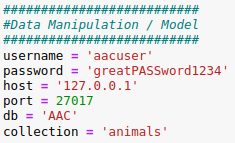 ##########################
#Data Manipulation / Model
##########################
username = 'aacuser'
password = 'greatPASSword1234'
host = '127.0.0.1'
port = 27017
db = 'AAC'
collection = 'animals'